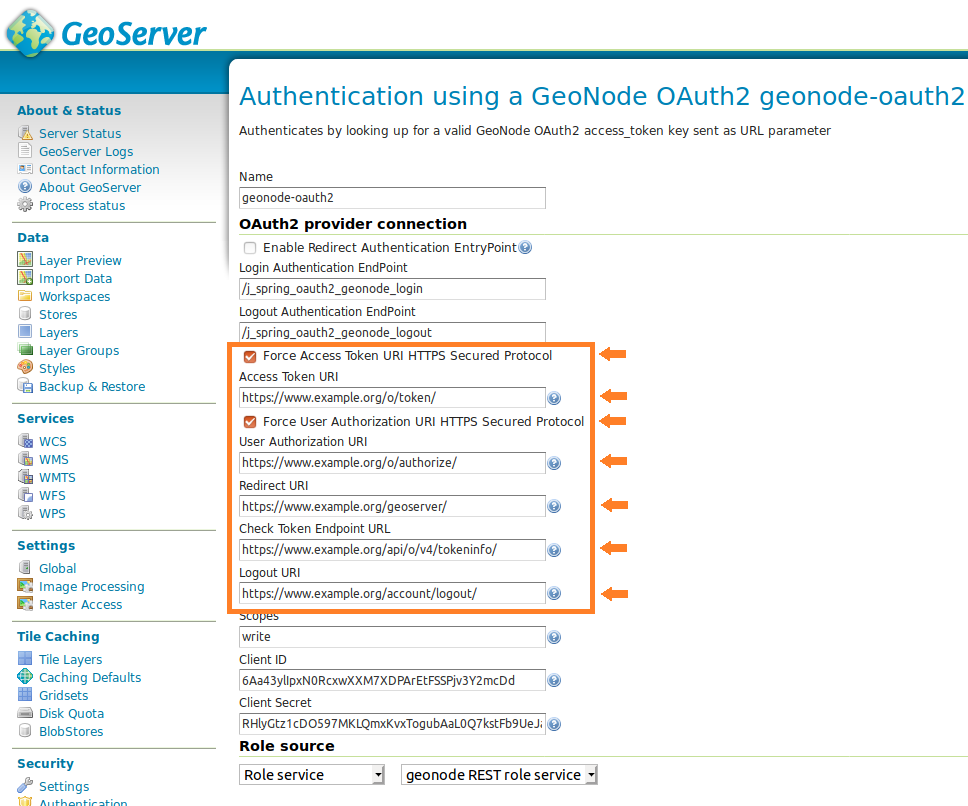 GeoServer
About & Status
Server Status
GeoServer Logs
Contact Information
About GeoServer
Process status
Data
Layer Preview
Import Data
Workspaces
Stores
Layers
Layer Groups
Styles
Backup & Restore
Services
WCS
WMS
WMTS
WFS
WPS
Settings
Global
Image Processing
Raster Access
Tile Caching
Tile Layers
Caching Defaults
Gridsets
Disk Quota
BlobStores
Security
Settings
Authentication
Authentication using a GeoNode OAuth2 geonode-oauth2
Authenticates by looking up for a valid GeoNode OAuth2 access_token key sent as URL parameter
Name
geonode-oauth2
OAuth2 provider connection
Enable Redirect Authentication EntryPoint
Login Authentication EndPoint
/j_spring_oauth2_geonode_login
Logout Authentication EndPoint
/j_spring_oauth2_geonode_logout
Force Access Token URI HTTPS Secured Protocol
Access Token URI
https://www.example.org/o/token/
Force User Authorization URI HTTPS Secured Protocol
User Authorization URI
https://www.example.org/o/authorize/
Redirect URI
https://www.example.org/geoserver/
Check Token Endpoint URL
https://www.example.org/api/o/v4/tokeninfo/
Logout URI
https://www.example.org/account/logout/
Scopes
write
Client ID
Client Secret
Role source
Role service
geonode REST role service